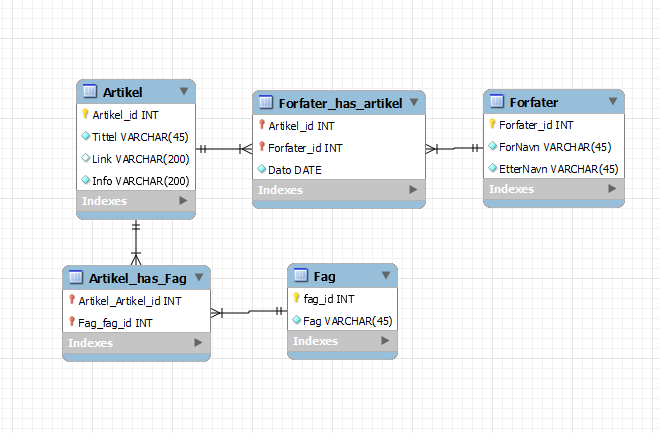 Artikel
Artikel_id INT
Tittel VARCHAR(45)
Link VARCHAR(200)
Info VARCHAR(200)
Indexes
Forfater_has_artikel
Artikel_id INT
Forfater_id INT
Dato DATE
Indexes
Forfater
Forfater_id INT
ForNavn VARCHAR(45)
EtterNavn VARCHAR(45)
Indexes
Artikel_has_Fag
Artikel_Artikel_id INT
Fag_fag_id INT
Indexes
Fag
fag_id INT
Fag VARCHAR(45)
Indexes